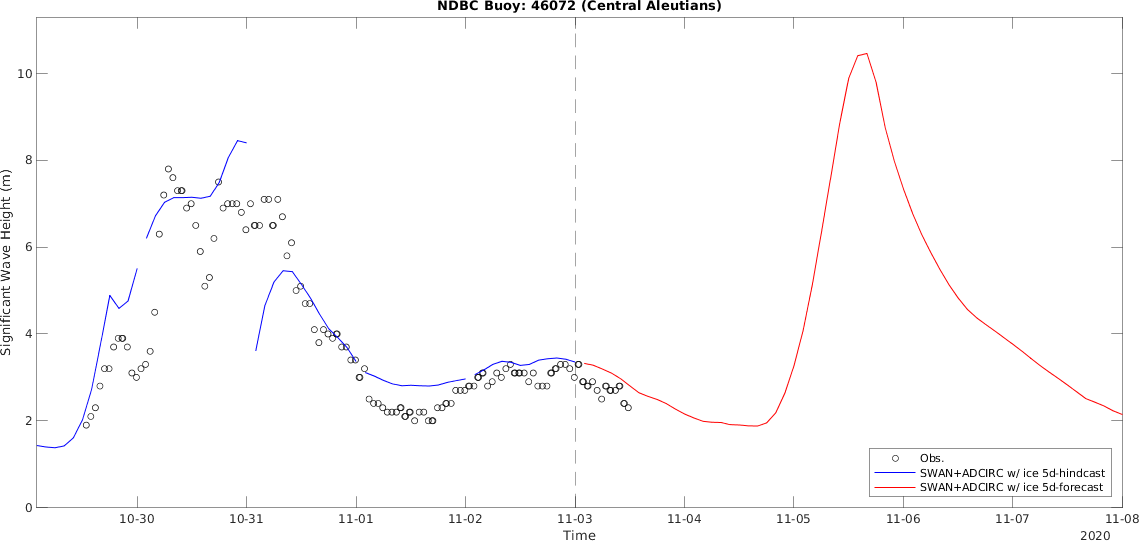 NDBC Buoy: 46072 (Central Aleutians)
Significant Wave Height (m)
10
8
6
4
2
0
Obs.
SWAN+ADCIRC w/ ice 5d-hindcast
SWAN+ADCIRC w/ ice 5d-forecast
10-30 10-31 11-01 11-02 11-03 11-04 11-05 11-06 11-07 11-08
Time
2020